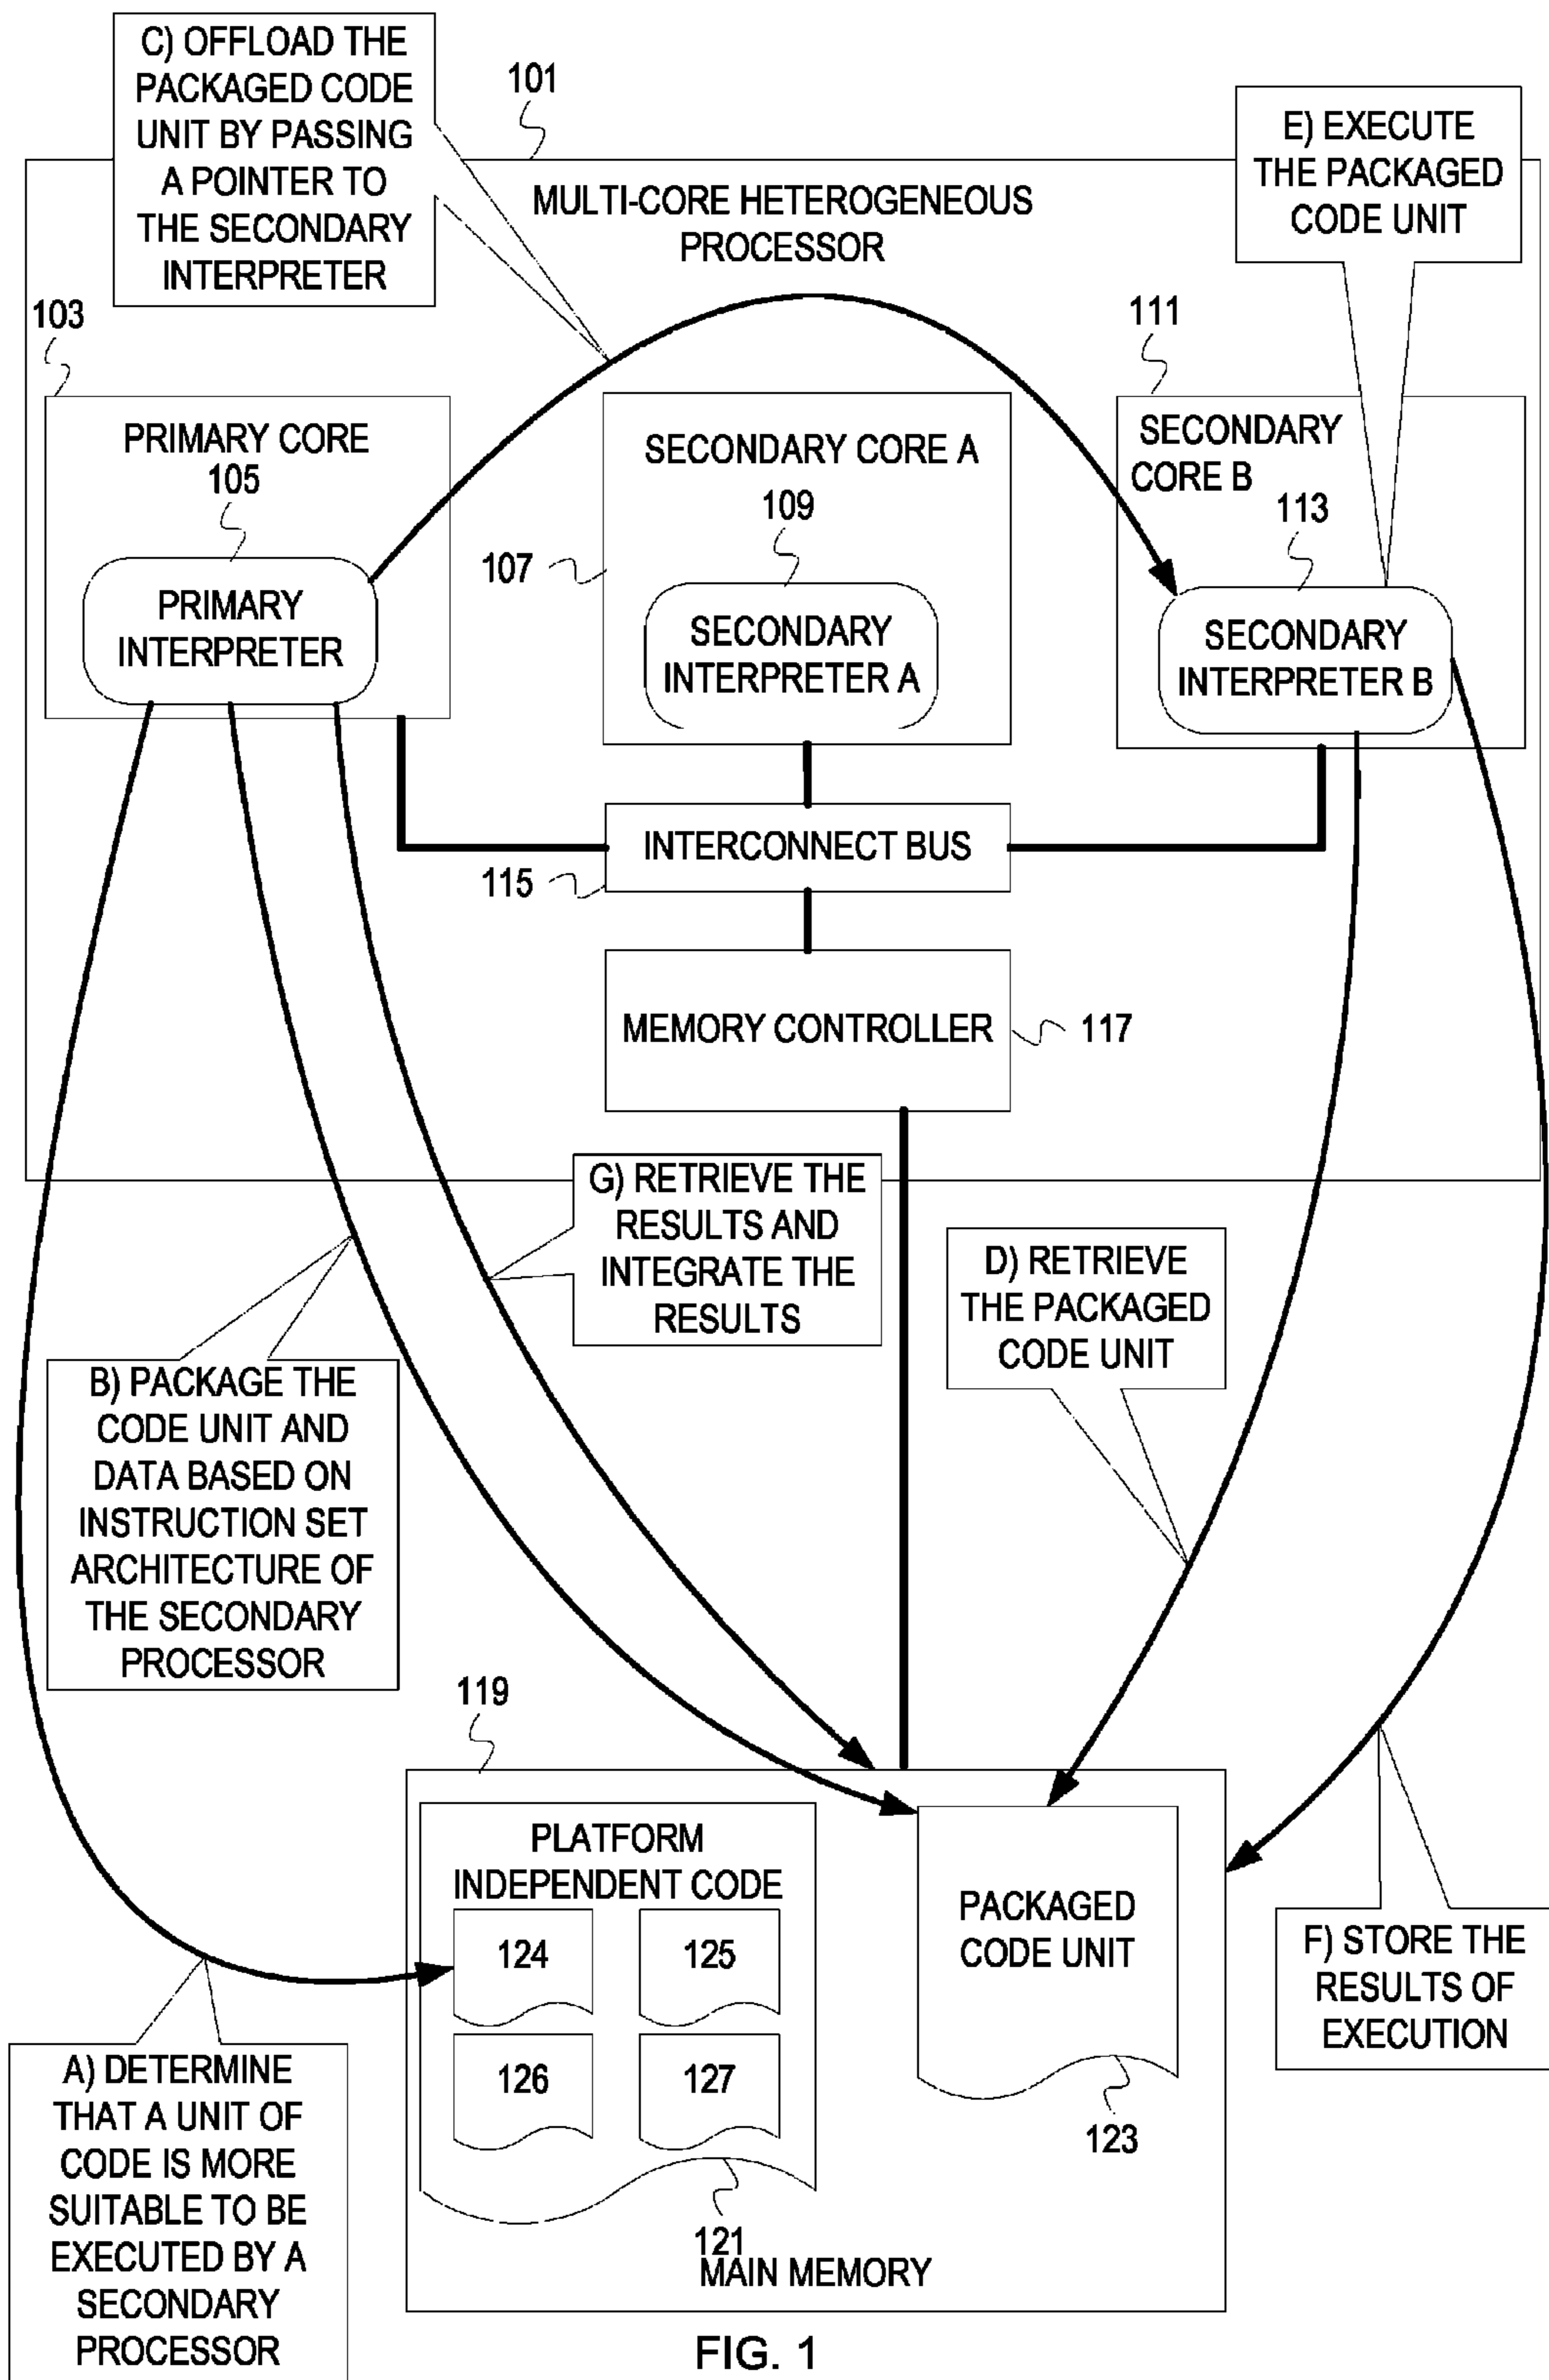 C) OFFLOAD THE
PACKAGED CODE
UNIT BY PASSING
A POINTER TO
THE SECONDARY
INTERPRETER
101
E) EXECUTE
THE PACKAGED
CODE UNIT
MULTI-CORE HETEROGENEOUS
PROCESSOR
103
111
PRIMARY CORE
105
PRIMARY
INTERPRETER
SECONDARY CORE A
109
107
SECONDARY
INTERPRETER A
SECONDARY
CORE B
113
SECONDARY
INTERPRETER B
INTERCONNECT BUS
115
MEMORY CONTROLLER
117
G) RETRIEVE THE
RESULTS AND
INTEGRATE THE
RESULTS
D) RETRIEVE
THE PACKAGED
CODE UNIT
B) PACKAGE THE
CODE UNIT AND
DATA BASED ON
INSTRUCTION SET
ARCHITECTURE OF
THE SECONDARY
PROCESSOR
119
PLATFORM
INDEPENDENT CODE
124
125
126
127
121
PACKAGED
CODE UNIT
123
F) STORE THE
RESULTS OF
EXECUTION
A) DETERMINE
THAT A UNIT OF
CODE IS MORE
SUITABLE TO BE
EXECUTED BY A
SECONDARY
PROCESSOR
MAIN MEMORY
FIG. 1